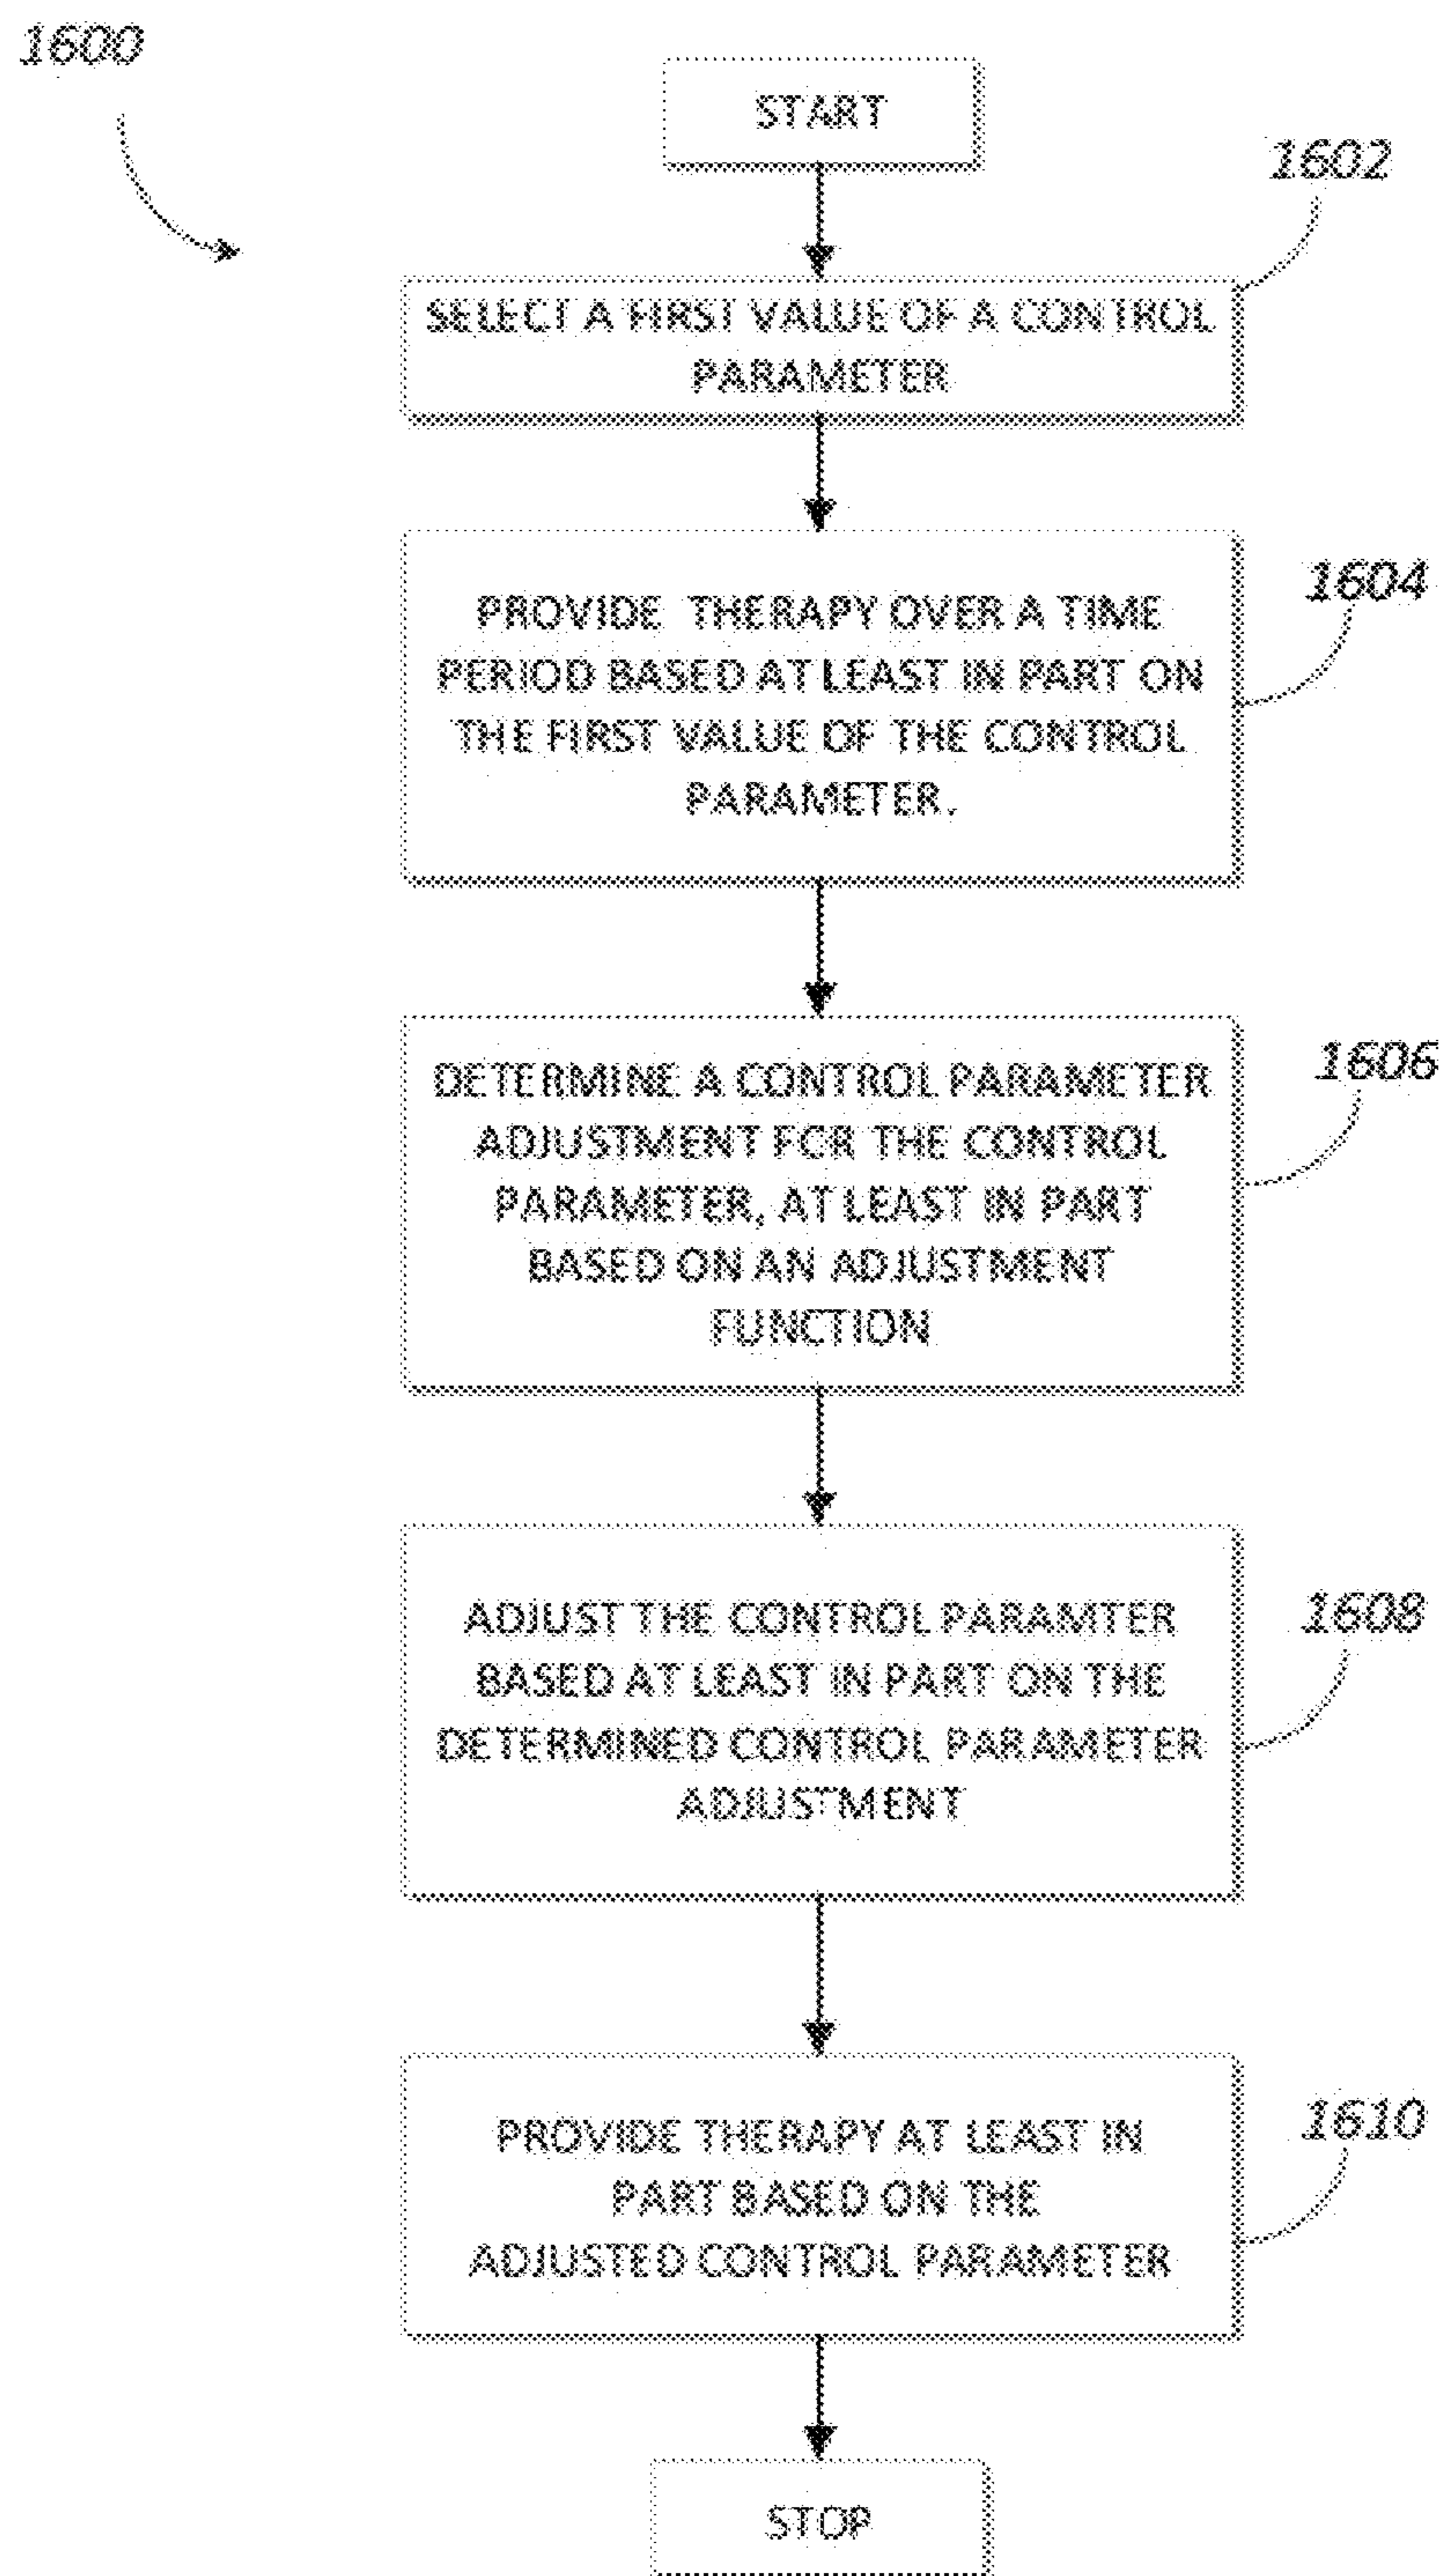 1600
START
1602
SELECT A FIRST VALUE OF A CONTROL
PARAMETER
1604
PROVIDE THERAPY OVER A TIME
PERIOD BASED AT LEAST IN PART ON
THE FIRST VALUE OF THE CONTROL
PARAMETER.
1606
DETERMINE A CONTROL PARAMETER
ADJUSTMENT FOR THE CONTROL
PARAMETER, AT LEAST IN PART
BASED ON AN ADJUSTMENT
FUNCTION
1608
ADJUST THE CONTROL PARAMTER
BASED AT LEAST IN PART ON THE
DETERMINED CONTROL PARAMETER
ADJUSTMENT
1610
PROVIDE THERAPY AT LEAST IN
PART BASED ON THE
ADJUSTED CONTROL PARAMETER
STOP